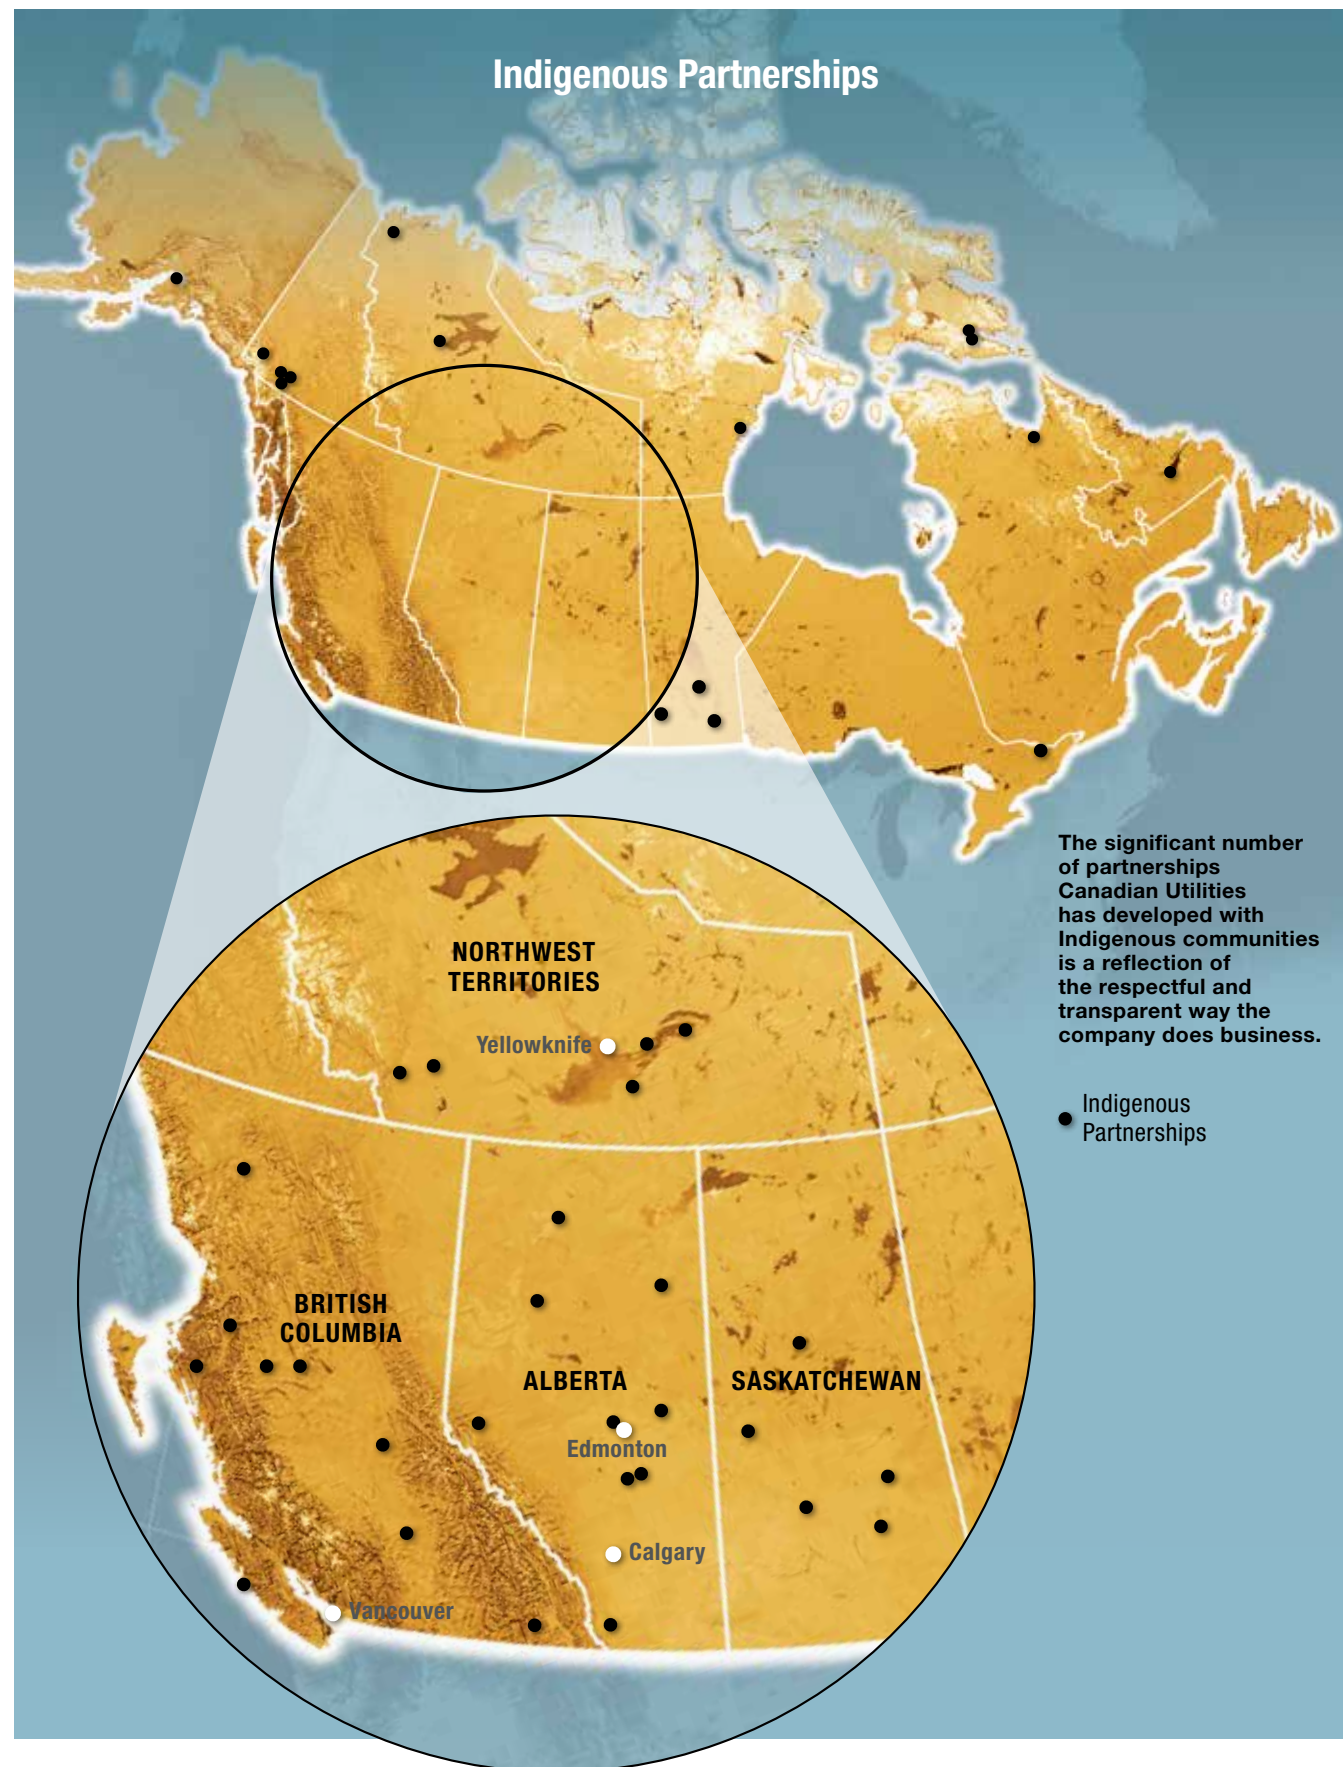 Indigenous Partnerships
The significant number
of partnerships
Canadian Utilities
has developed with
Indigenous communities
is a reflection of
the respectful and
transparent way the
company does business.
Indigenous
Partnerships
NORTHWEST
TERRITORIES
Yellowknife
BRITISH
COLUMBIA
ALBERTA
SASKATCHEWAN
Edmonton
Calgary
Vancouver